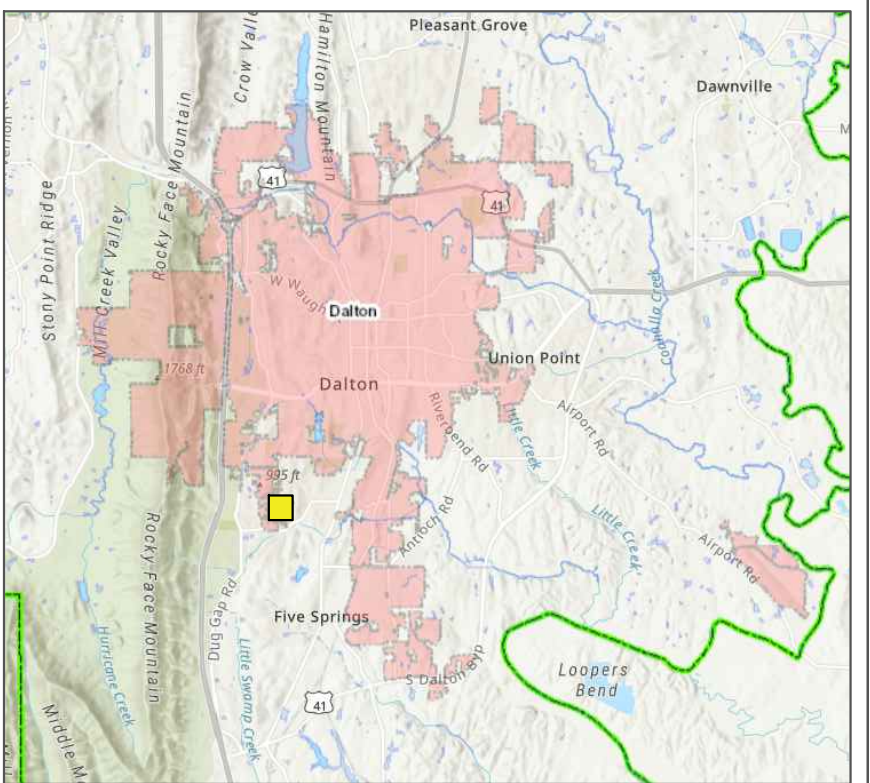 Pleasant Grove
Crow Valle
Hamilton Mountain
Dawnville
Rocky Face Mountain
41
41
Stony Point Ridge
Mill Creek Valley
W Waugh
Dalton
Coahulla Creek
Union Point
1768 ft
Dalton
Riverbend Rd
Little Creek
Airport Rd
995 ft
Antioch Rd
Little Creek
Airport Rd
Rocky Face Mountain
Dug Gap Rd
Five Springs
Hurricane Creek
Little Swamp Creek
S Dalton Byp
Loopers
Bend
41
Middle M